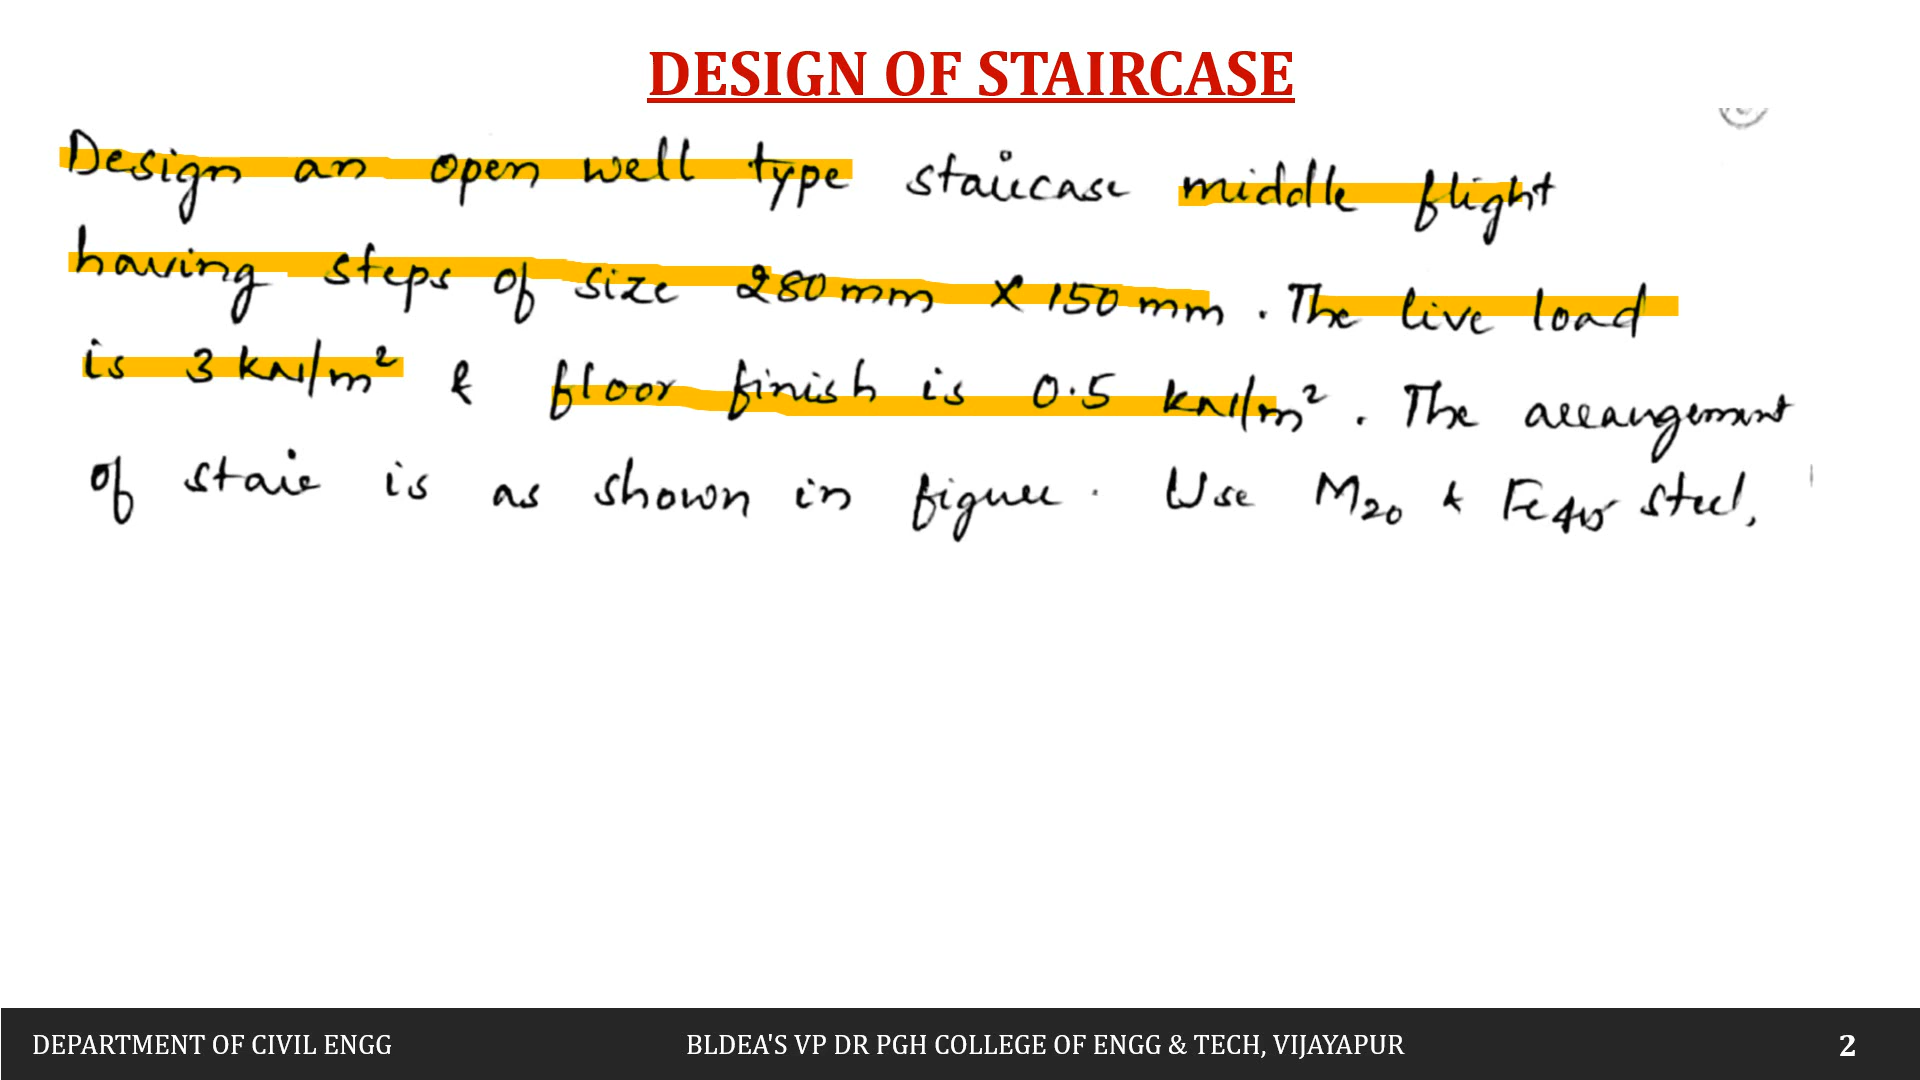 DESIGN OF STAIRCASE
Design an open well type staircase middle flight
having steps of size 280 mm X 150 mm. The live load
is 3 kN/m² & floor finish is 0.5 kN/m². The arrangement
of stair is as shown in figure. Use M20 & Fe415 steel.
DEPARTMENT OF CIVIL ENGG BLDEA'S VP DR PGH COLLEGE OF ENGG & TECH, VIJAYAPUR 2